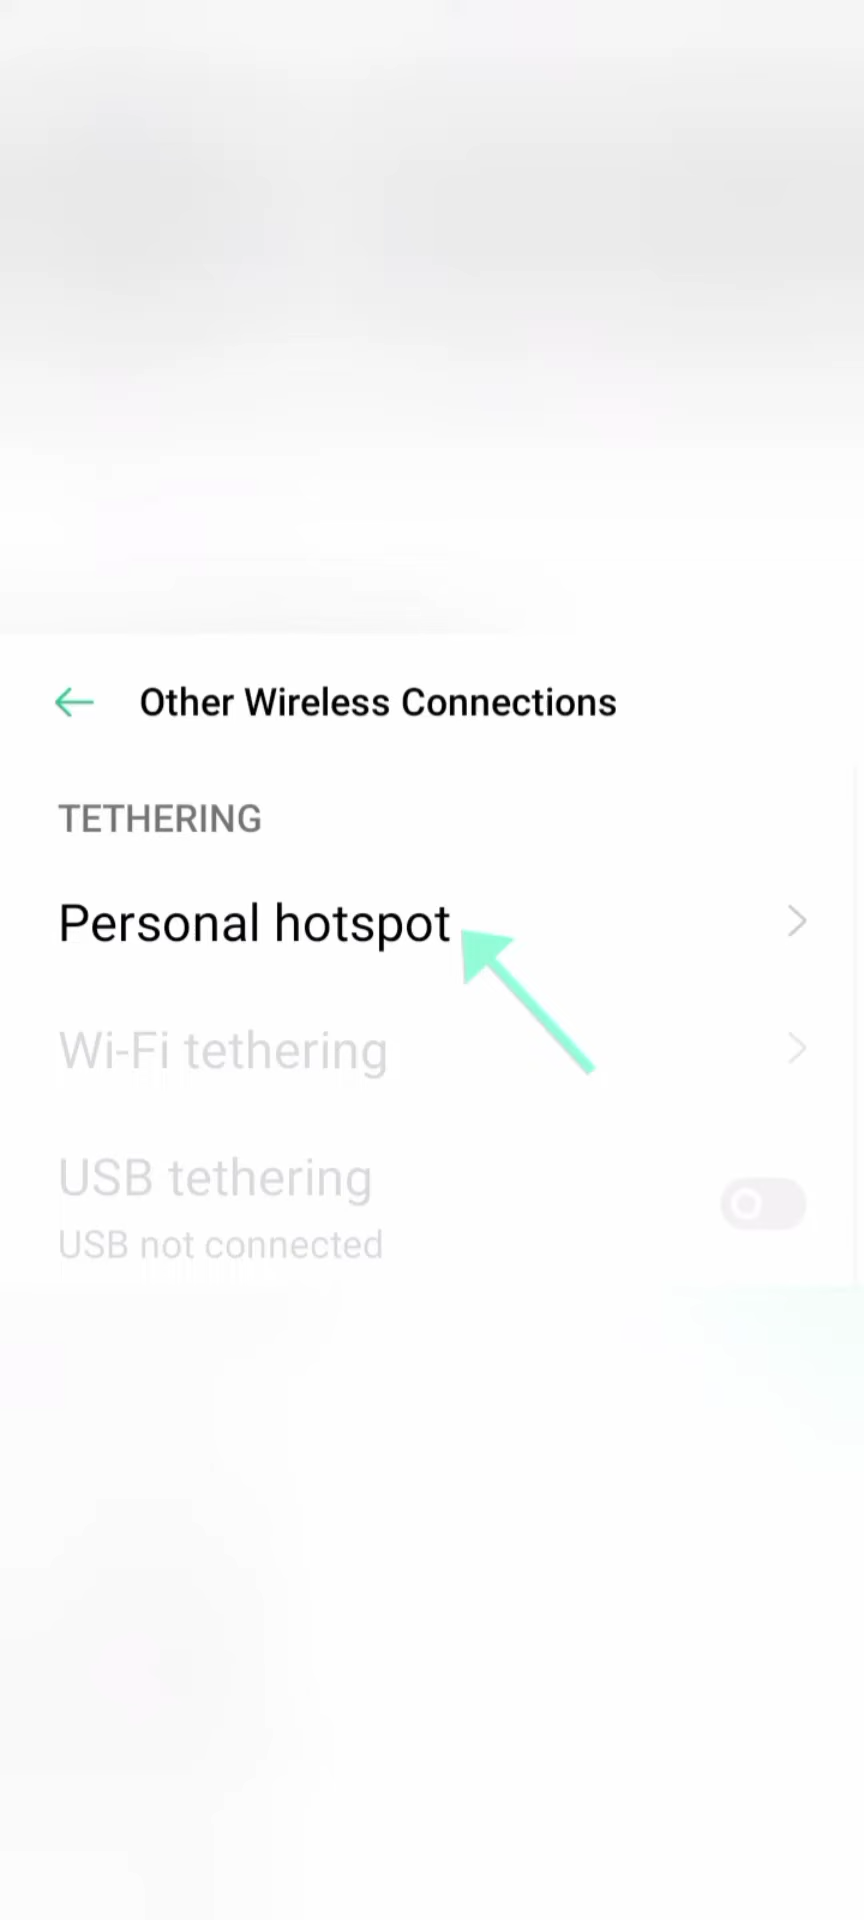 Other Wireless Connections
TETHERING
Personal hotspot
Wi-Fi tethering
USB tethering
USB not connected